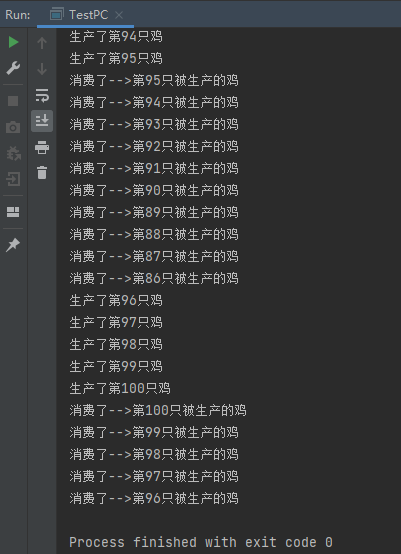 Run: TestPC
生产了第94只鸡
生产了第95只鸡
消费了-->第95只被生产的鸡
消费了-->第94只被生产的鸡
消费了-->第93只被生产的鸡
消费了-->第92只被生产的鸡
消费了-->第91只被生产的鸡
消费了-->第90只被生产的鸡
消费了-->第89只被生产的鸡
消费了-->第88只被生产的鸡
消费了-->第87只被生产的鸡
消费了-->第86只被生产的鸡
生产了第96只鸡
生产了第97只鸡
生产了第98只鸡
生产了第99只鸡
生产了第100只鸡
消费了-->第100只被生产的鸡
消费了-->第99只被生产的鸡
消费了-->第98只被生产的鸡
消费了-->第97只被生产的鸡
消费了-->第96只被生产的鸡
Process finished with exit code 0